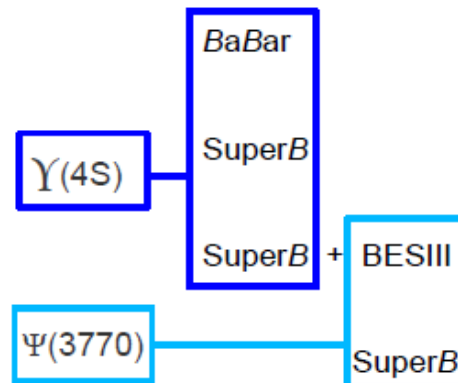 BaBar
ϒ(4S)
SuperB
SuperB + BESIII
Ψ(3770)
SuperB